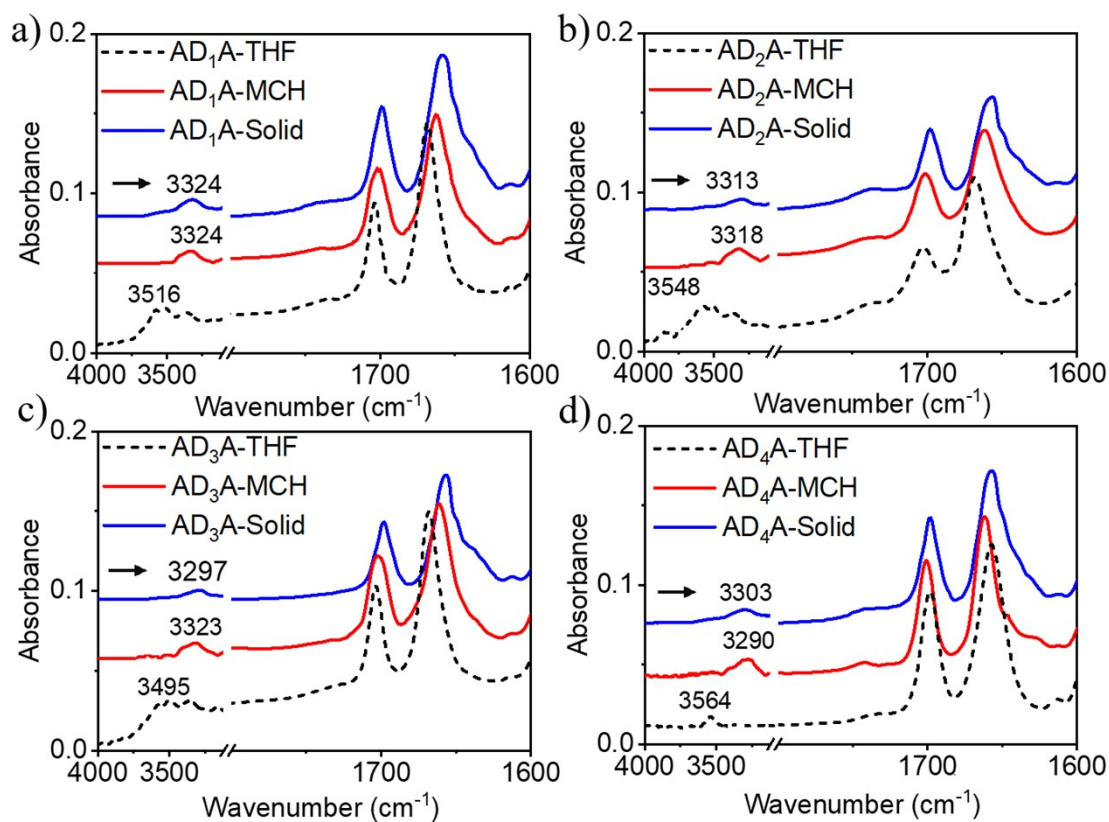 a)
0.2
AD₁A-THF
AD₁A-MCH
AD₁A-Solid
0.1
3324
3324
3516
0.0
4000
3500
1700
1600
Absorbance
Wavenumber (cm⁻¹)
b)
0.2
AD₂A-THF
AD₂A-MCH
AD₂A-Solid
0.1
3313
3318
3548
0.0
4000
3500
1700
1600
Absorbance
Wavenumber (cm⁻¹)
c)
0.2
AD₃A-THF
AD₃A-MCH
AD₃A-Solid
0.1
3297
3323
3495
0.0
4000
3500
1700
1600
Absorbance
Wavenumber (cm⁻¹)
d)
0.2
AD₄A-THF
AD₄A-MCH
AD₄A-Solid
0.1
3303
3290
3564
0.0
4000
3500
1700
1600
Absorbance
Wavenumber (cm⁻¹)